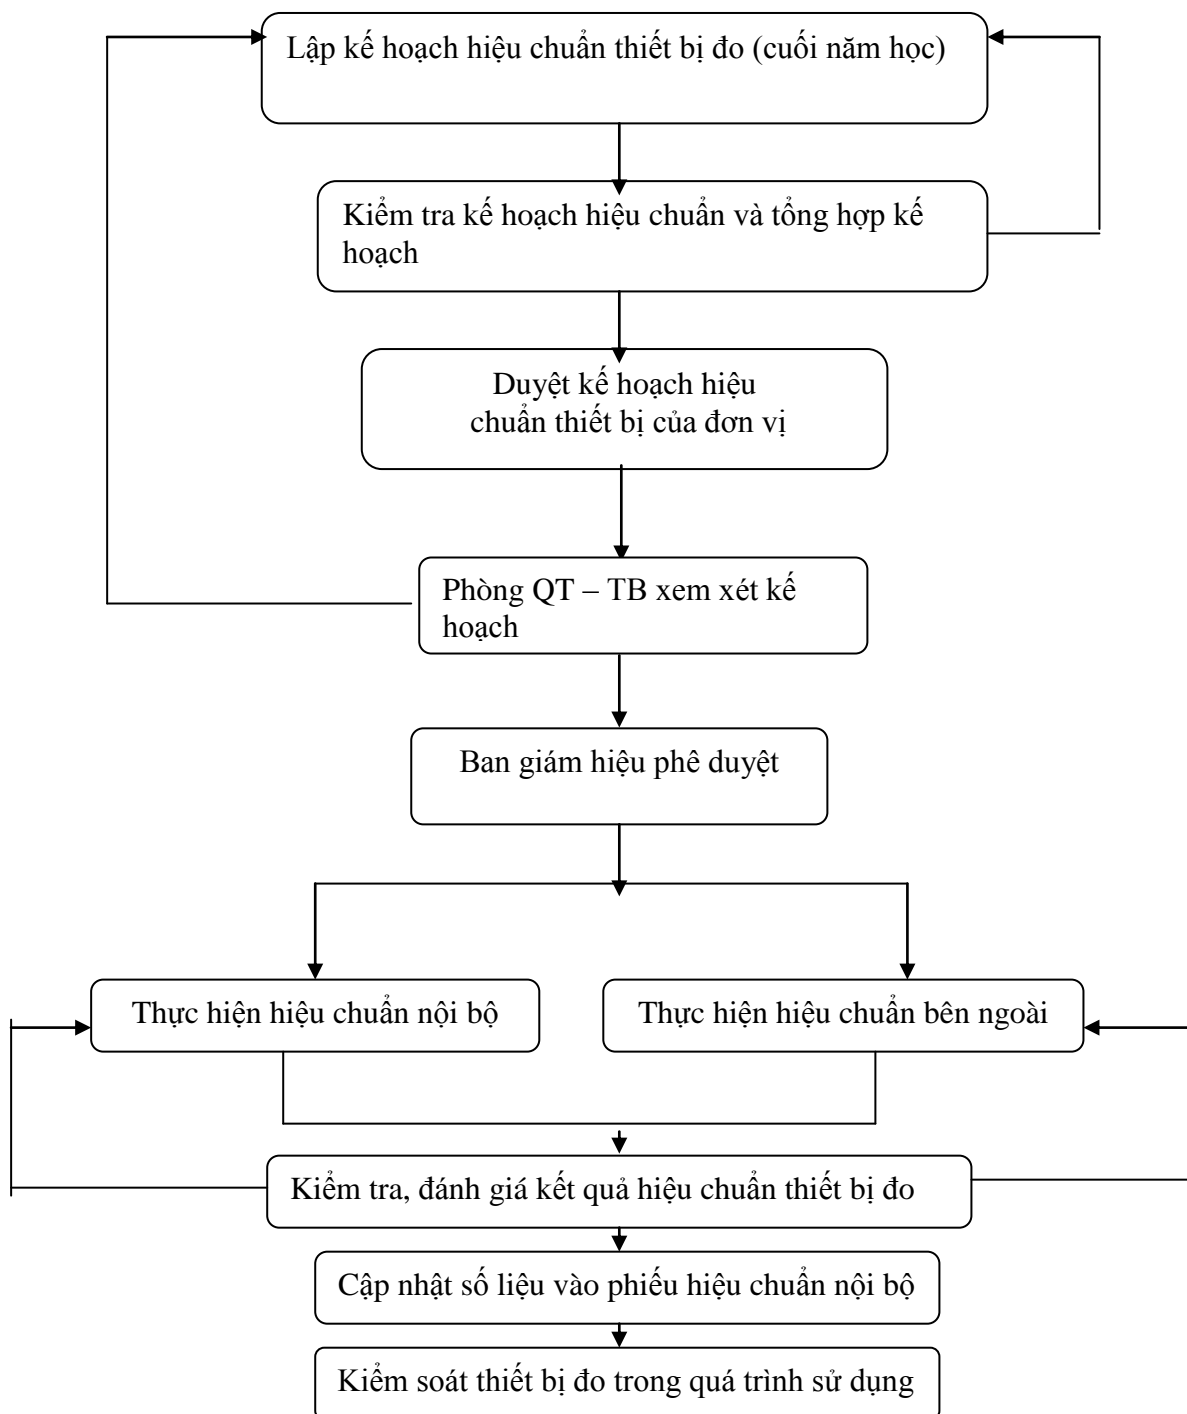 Lập kế hoạch hiệu chuẩn thiết bị đo (cuối năm học)
Kiểm tra kế hoạch hiệu chuẩn và tổng hợp kế
hoạch
Duyệt kế hoạch hiệu
chuẩn thiết bị của đơn vị
Phòng QT – TB xem xét kế
hoạch
Ban giám hiệu phê duyệt
Thực hiện hiệu chuẩn nội bộ
Thực hiện hiệu chuẩn bên ngoài
Kiểm tra, đánh giá kết quả hiệu chuẩn thiết bị đo
Cập nhật số liệu vào phiếu hiệu chuẩn nội bộ
Kiểm soát thiết bị đo trong quá trình sử dụng